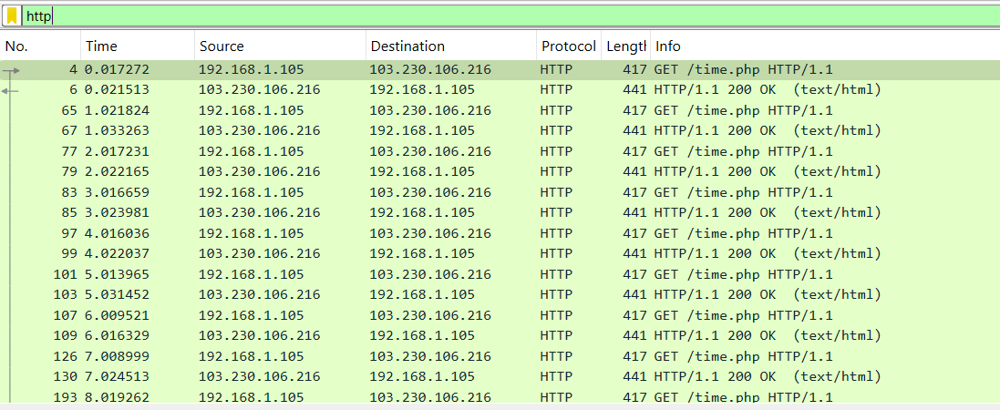 http
No. Time Source Destination Protocol Length Info
4 0.017272 192.168.1.105 103.230.106.216 HTTP 417 GET /time.php HTTP/1.1
6 0.021513 103.230.106.216 192.168.1.105 HTTP 441 HTTP/1.1 200 OK (text/html)
65 1.021824 192.168.1.105 103.230.106.216 HTTP 417 GET /time.php HTTP/1.1
67 1.033263 103.230.106.216 192.168.1.105 HTTP 441 HTTP/1.1 200 OK (text/html)
77 2.017231 192.168.1.105 103.230.106.216 HTTP 417 GET /time.php HTTP/1.1
79 2.022165 103.230.106.216 192.168.1.105 HTTP 441 HTTP/1.1 200 OK (text/html)
83 3.016659 192.168.1.105 103.230.106.216 HTTP 417 GET /time.php HTTP/1.1
85 3.023981 103.230.106.216 192.168.1.105 HTTP 441 HTTP/1.1 200 OK (text/html)
97 4.016036 192.168.1.105 103.230.106.216 HTTP 417 GET /time.php HTTP/1.1
99 4.022037 103.230.106.216 192.168.1.105 HTTP 441 HTTP/1.1 200 OK (text/html)
101 5.013965 192.168.1.105 103.230.106.216 HTTP 417 GET /time.php HTTP/1.1
103 5.031452 103.230.106.216 192.168.1.105 HTTP 441 HTTP/1.1 200 OK (text/html)
107 6.009521 192.168.1.105 103.230.106.216 HTTP 417 GET /time.php HTTP/1.1
109 6.016329 103.230.106.216 192.168.1.105 HTTP 441 HTTP/1.1 200 OK (text/html)
126 7.008999 192.168.1.105 103.230.106.216 HTTP 417 GET /time.php HTTP/1.1
130 7.024513 103.230.106.216 192.168.1.105 HTTP 441 HTTP/1.1 200 OK (text/html)
193 8.019262 192.168.1.105 103.230.106.216 HTTP 417 GET /time.php HTTP/1.1